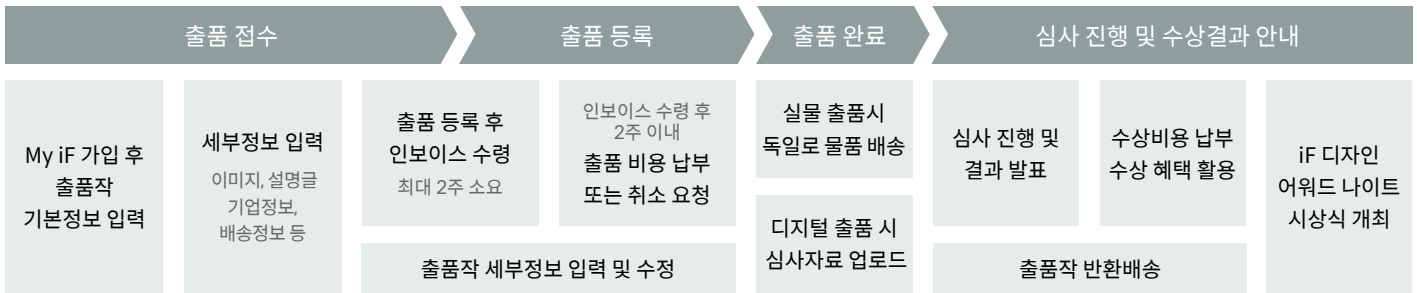 출품 접수
출품 등록
출품 완료
심사 진행 및 수상결과 안내
My iF 가입 후
출품작
기본정보 입력
세부정보 입력
이미지, 설명글
기업정보,
배송정보 등
출품 등록 후
인보이스 수령
최대 2주 소요
인보이스 수령 후
2주 이내
출품 비용 납부
또는 취소 요청
출품작 세부정보 입력 및 수정
실물 출품시
독일로 물품 배송
디지털 출품 시
심사자료 업로드
심사 진행 및
결과 발표
수상비용 납부
수상 혜택 활용
출품작 반환배송
iF 디자인
어워드 나이트
시상식 개최